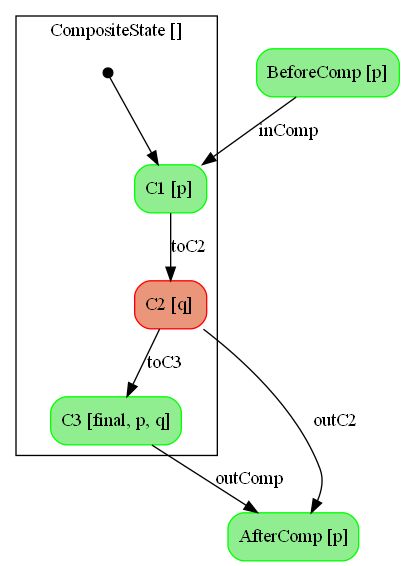 CompositeState []
BeforeComp [p]
inComp
C1 [p]
toC2
C2 [q]
toC3
outC2
C3 [final, p, q]
outComp
AfterComp [p]